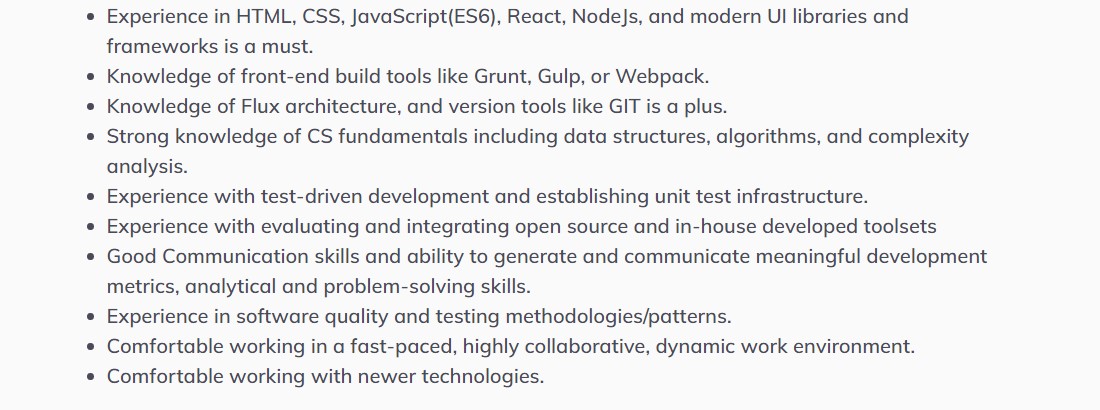 • Experience in HTML, CSS, JavaScript(ES6), React, NodeJs, and modern UI libraries and
frameworks is a must.
• Knowledge of front-end build tools like Grunt, Gulp, or Webpack.
• Knowledge of Flux architecture, and version tools like GIT is a plus.
• Strong knowledge of CS fundamentals including data structures, algorithms, and complexity
analysis.
• Experience with test-driven development and establishing unit test infrastructure.
• Experience with evaluating and integrating open source and in-house developed toolsets
• Good Communication skills and ability to generate and communicate meaningful development
metrics, analytical and problem-solving skills.
• Experience in software quality and testing methodologies/patterns.
• Comfortable working in a fast-paced, highly collaborative, dynamic work environment.
• Comfortable working with newer technologies.